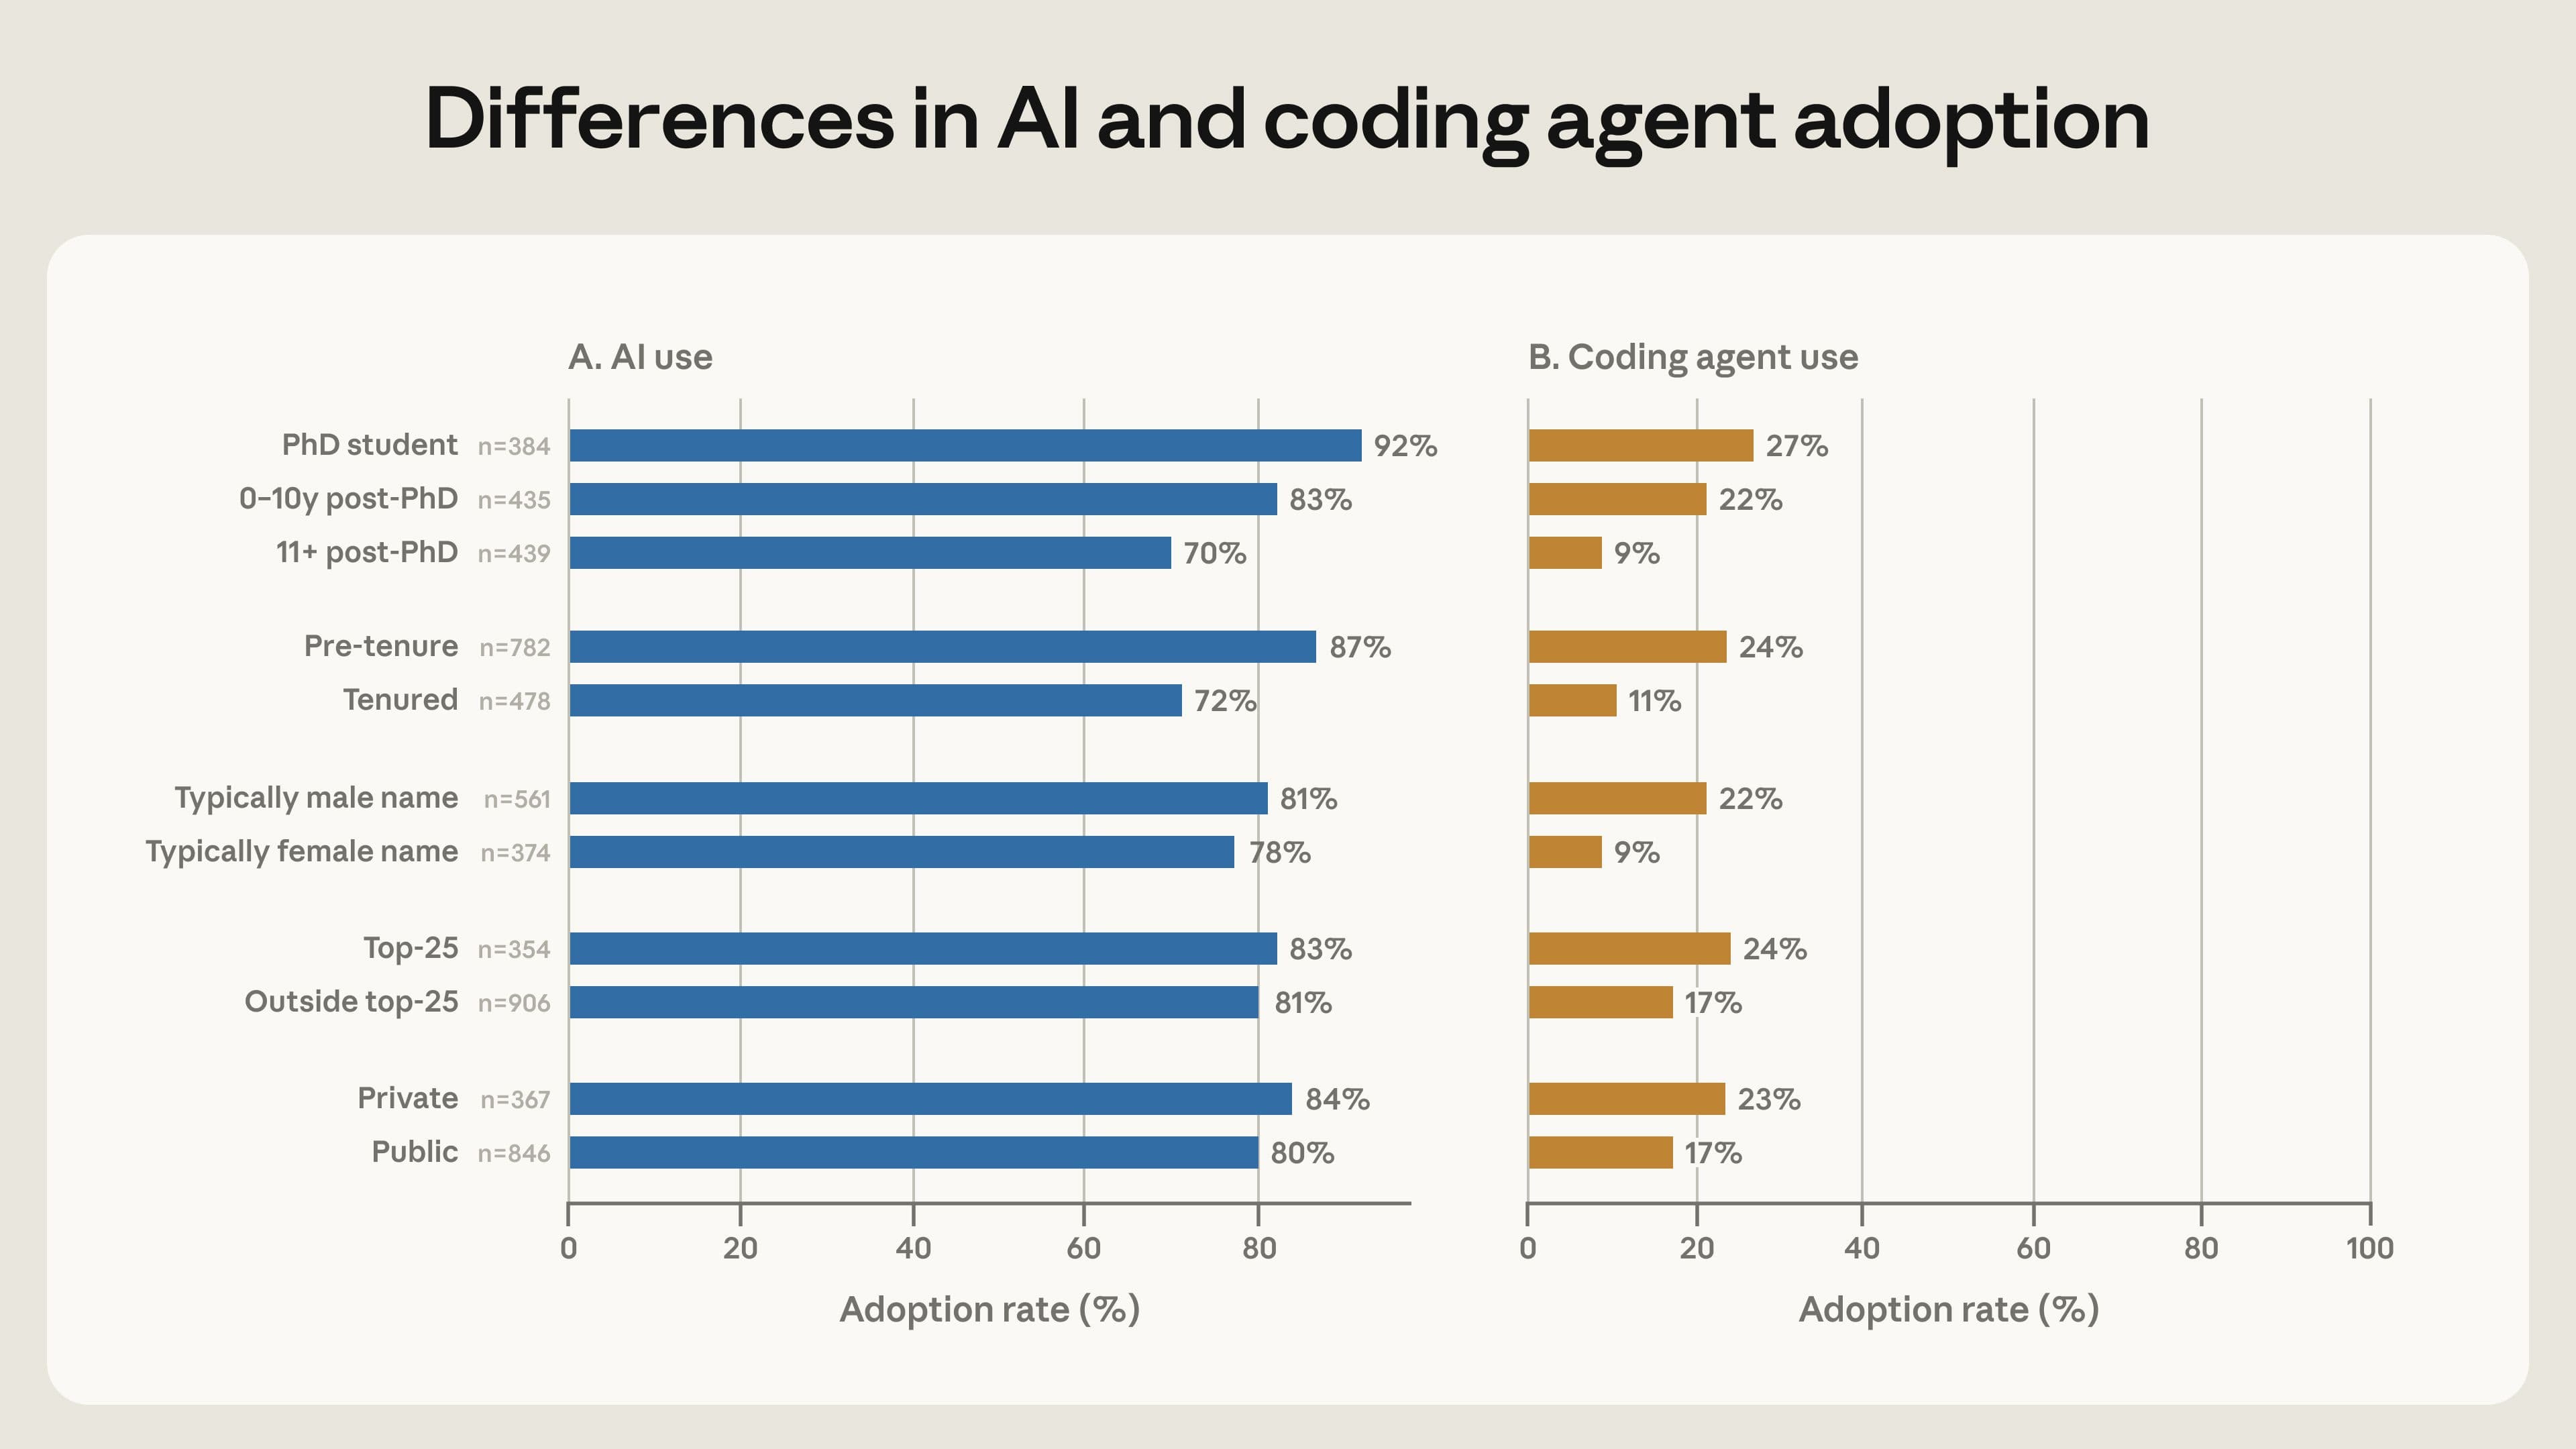 Differences in AI and coding agent adoption
A. AI use
B. Coding agent use
PhD student n=384 92% 27%
0–10y post-PhD n=435 83% 22%
11+ post-PhD n=439 70% 9%
Pre-tenure n=782 87% 24%
Tenured n=478 72% 11%
Typically male name n=561 81% 22%
Typically female name n=374 78% 9%
Top-25 n=354 83% 24%
Outside top-25 n=906 81% 17%
Private n=367 84% 23%
Public n=846 80% 17%
0 20 40 60 80 0 20 40 60 80 100
Adoption rate (%) Adoption rate (%)